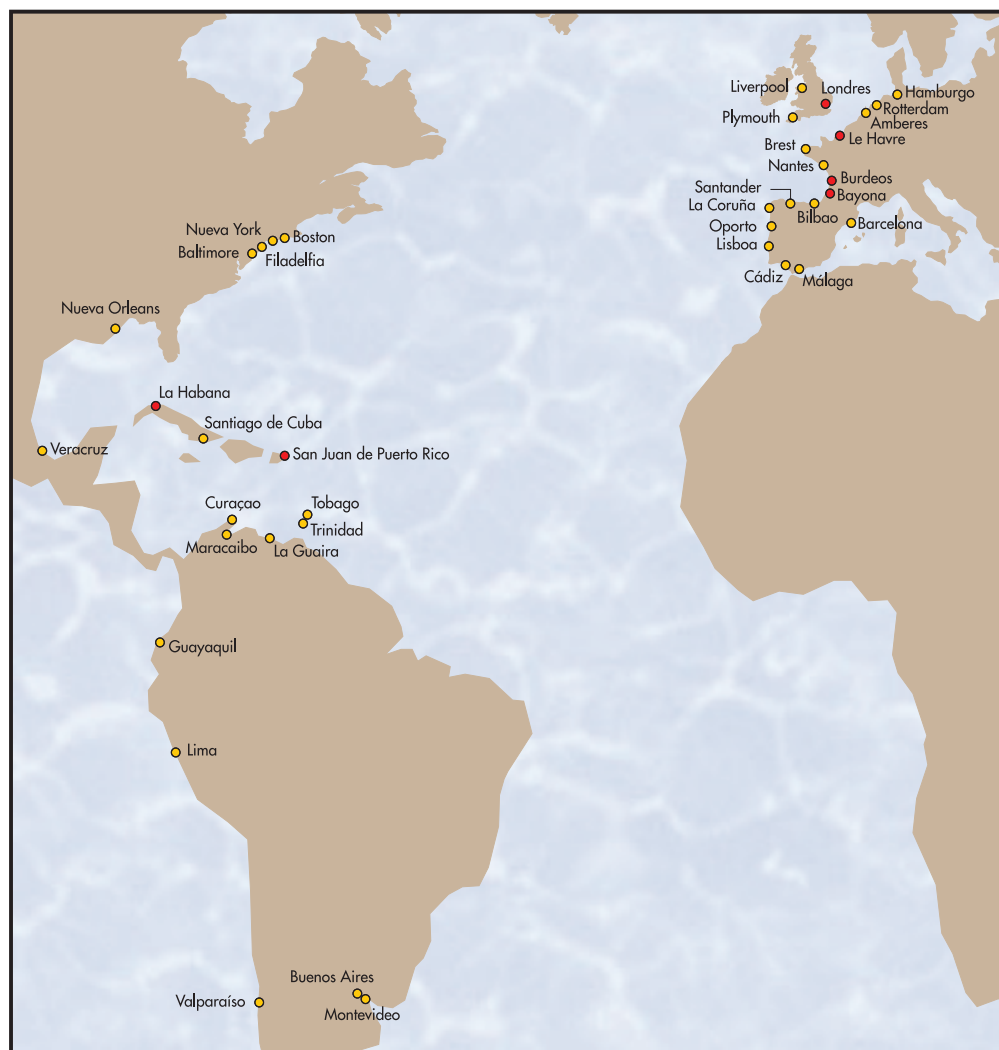 Liverpool
Londres
Hamburgo
Rotterdam
Plymouth
Amberes
Le Havre
Brest
Nantes
Burdeos
Santander
Bayona
La Coruña
Bilbao
Barcelona
Oporto
Lisboa
Cádiz
Málaga
Nueva York
Boston
Baltimore
Filadelfia
Nueva Orleans
La Habana
Santiago de Cuba
Veracruz
San Juan de Puerto Rico
Curaçao
Tobago
Trinidad
Maracaibo
La Guaira
Guayaquil
Lima
Buenos Aires
Valparaíso
Montevideo